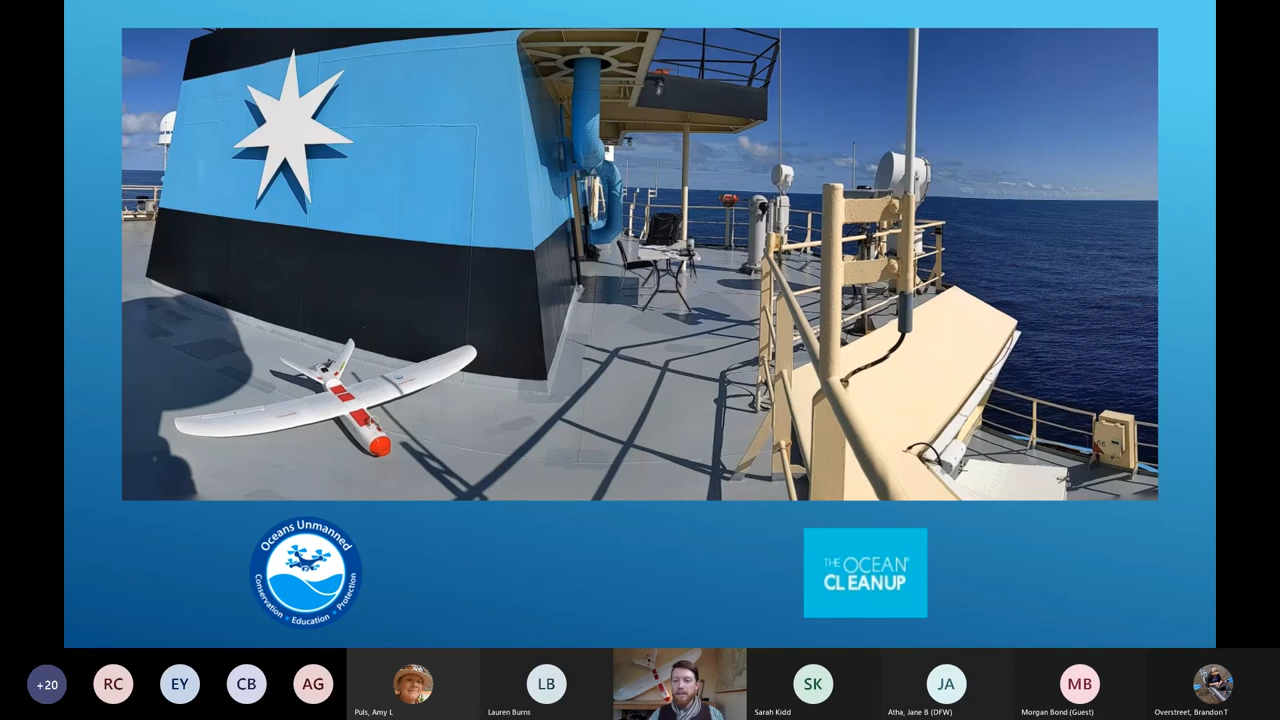 Oceans Unmanned
Conservation • Education • Protection
THE OCEAN
CLEANUP
+20
RC
EY
CB
AG
Puls, Amy L
LB
Lauren Burns
SK
Sarah Kidd
JA
Atha, Jane B (DFW)
MB
Morgan Bond (Guest)
Overstreet, Brandon T